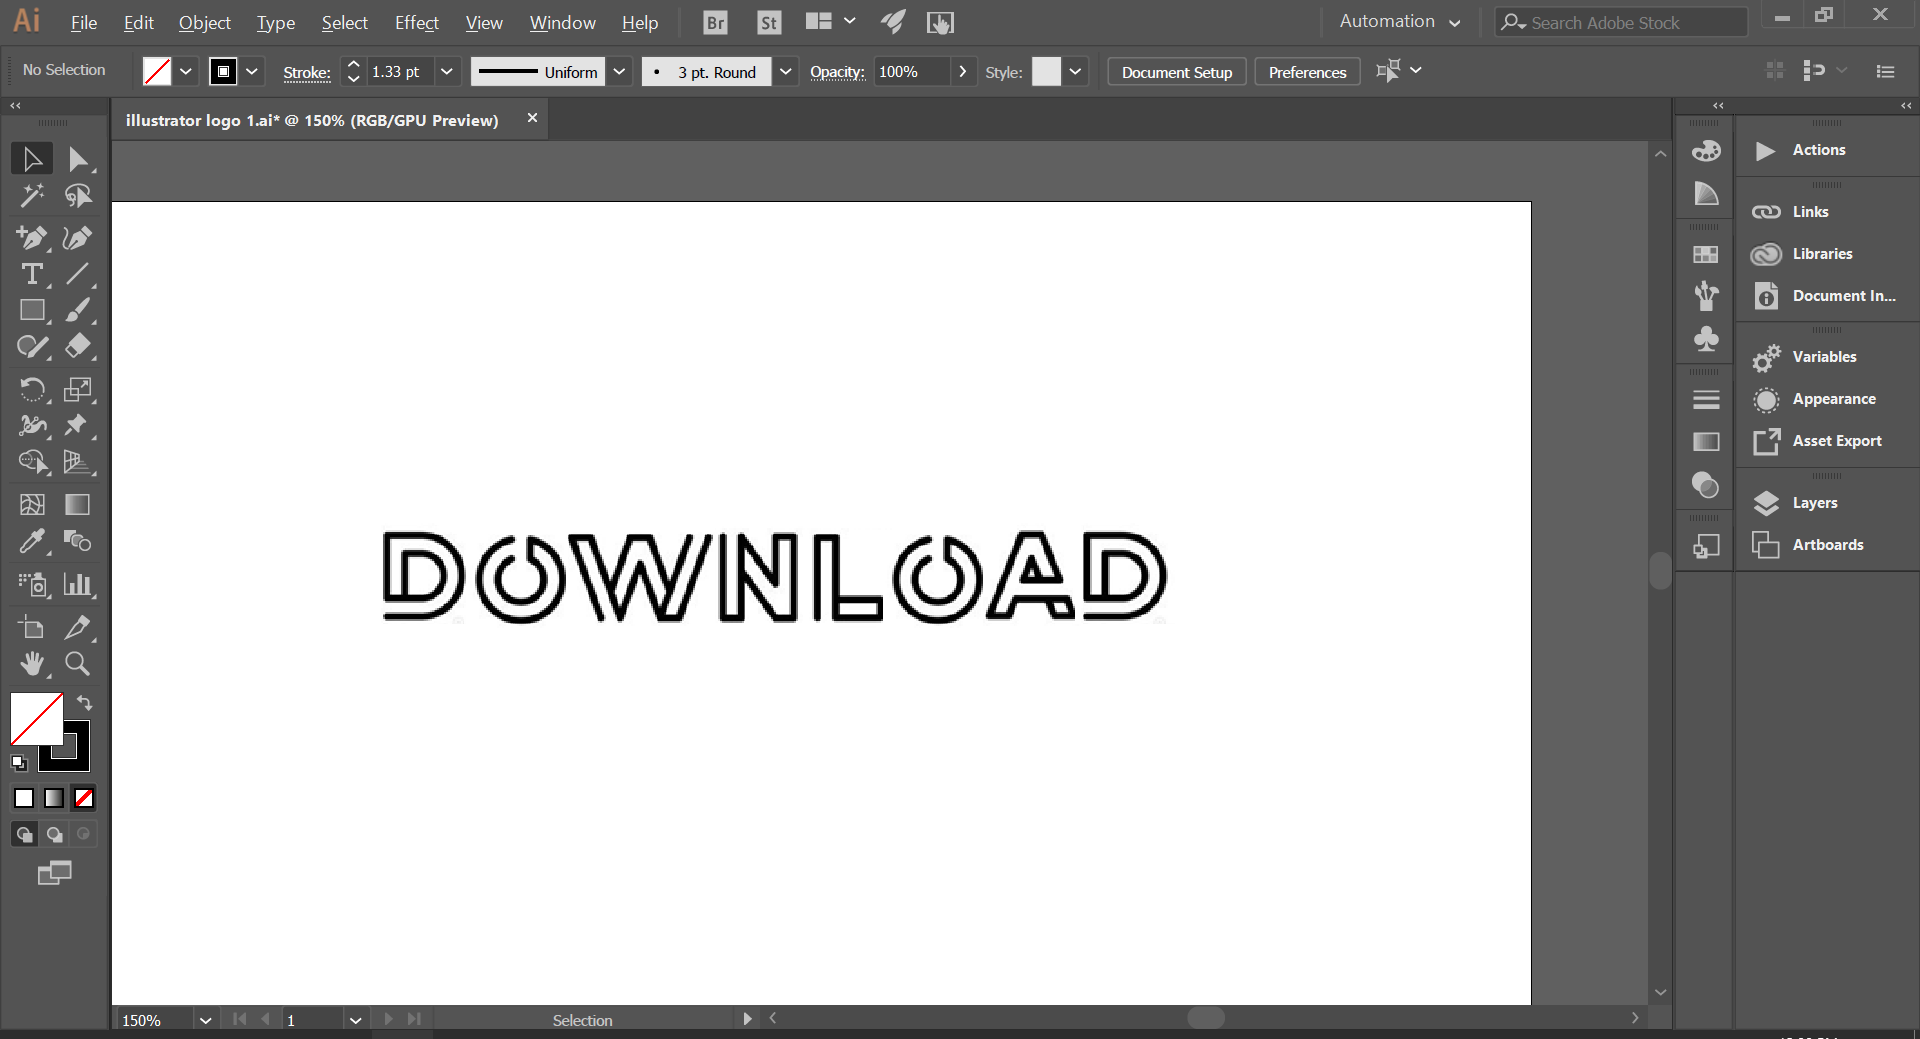 Ai File Edit Object Type Select Effect View Window Help Br St Automation Search Adobe Stock
No Selection Stroke: 1.33 pt Uniform 3 pt. Round Opacity: 100% Style: Document Setup Preferences
illustrator logo 1.ai* @ 150% (RGB/GPU Preview)
Actions
Links
Libraries
Document In...
Variables
Appearance
Asset Export
Layers
Artboards
DOWNLOAD
150% 1 Selection